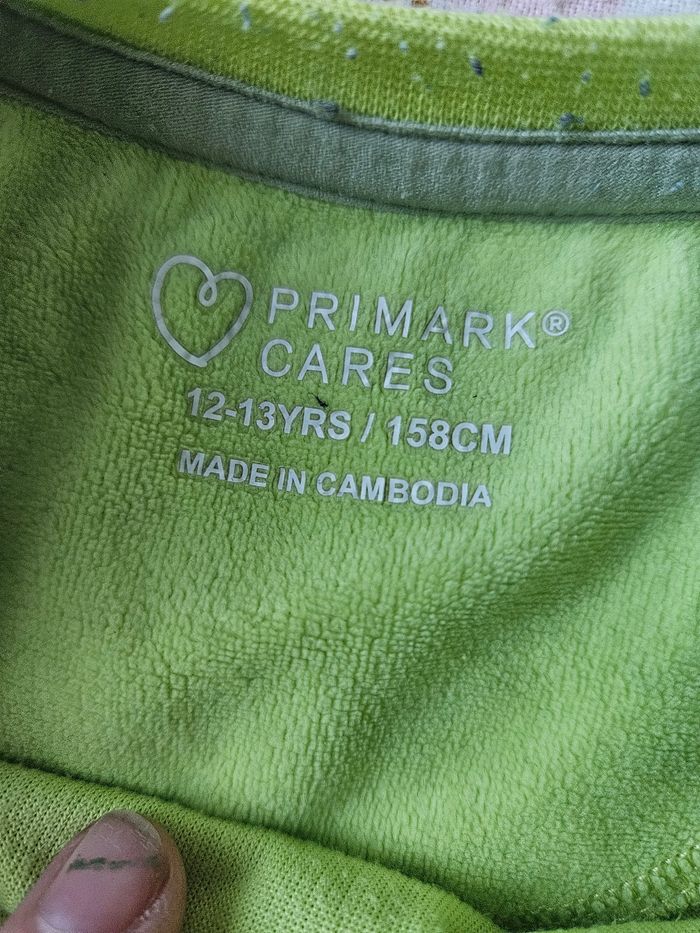 PRIMARK®
CARES
12-13YRS / 158CM
MADE IN CAMBODIA